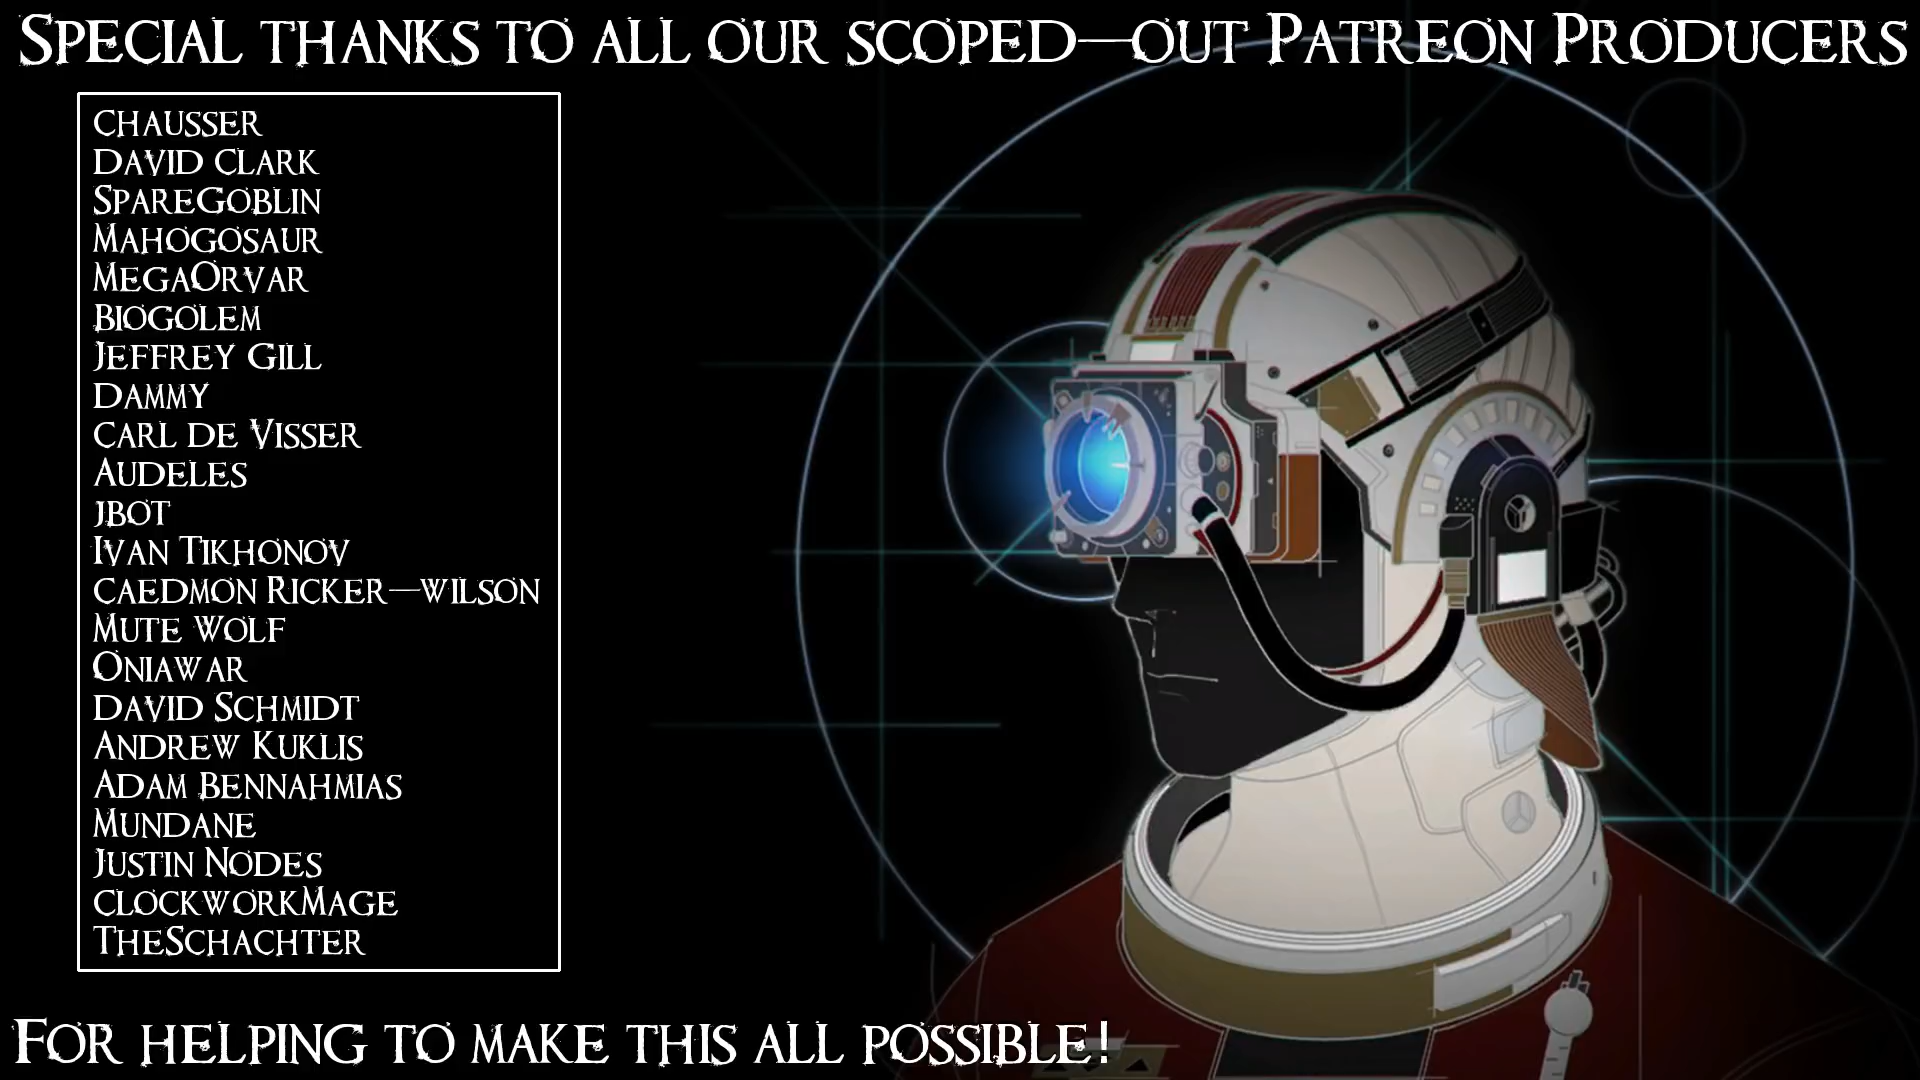 Special thanks to all our scoped—out Patreon Producers
Chausser
David Clark
SpareGoblin
Mahogosaur
MegaOrvar
Biogolem
Jeffrey Gill
Dammy
Carl de Visser
Audeles
jbot
Ivan Tikhonov
Caedmon Ricker—wilson
Mute Wolf
Oniawar
David Schmidt
Andrew Kuklis
Adam Bennahmias
Mundane
Justin Nodes
ClockworkMage
TheSchachter
For helping to make this all possible!